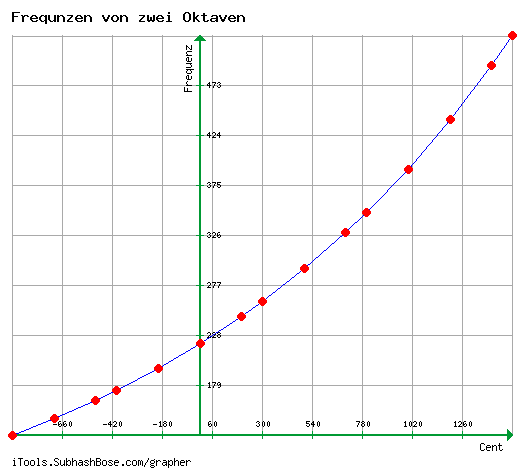 Frequnzen von zwei Oktaven
Frequenz
473
424
375
326
277
228
179
-660 -420 -180 60 300 540 780 1020 1260
Cent
iTools.SubhashBose.com/grapher